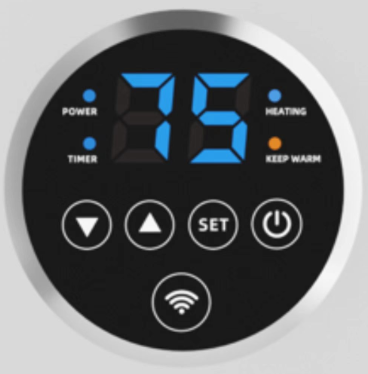 75
POWER
HEATING
TIMER
KEEP WARM
SET